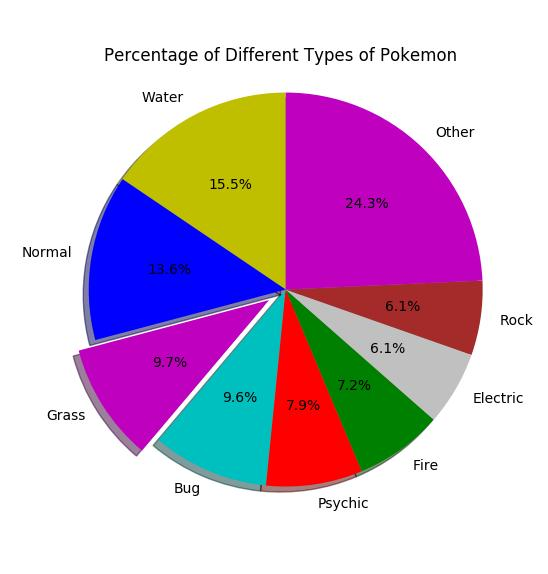 Percentage of Different Types of Pokemon
Water
Other
15.5%
24.3%
Normal
13.6%
6.1%
Rock
9.7%
6.1%
Grass
9.6%
7.9%
7.2%
Electric
Bug
Psychic
Fire